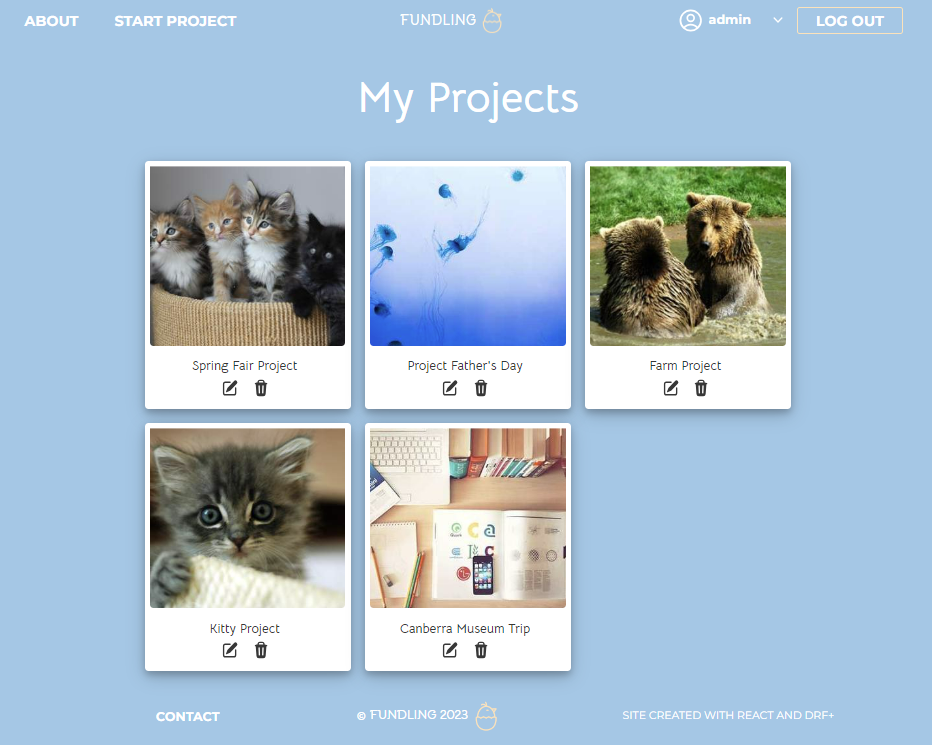 ABOUT
START PROJECT
FUNDLING
admin
LOG OUT
My Projects
Spring Fair Project
Project Father's Day
Farm Project
Kitty Project
Canberra Museum Trip
CONTACT
© FUNDLING 2023
SITE CREATED WITH REACT AND DRF+